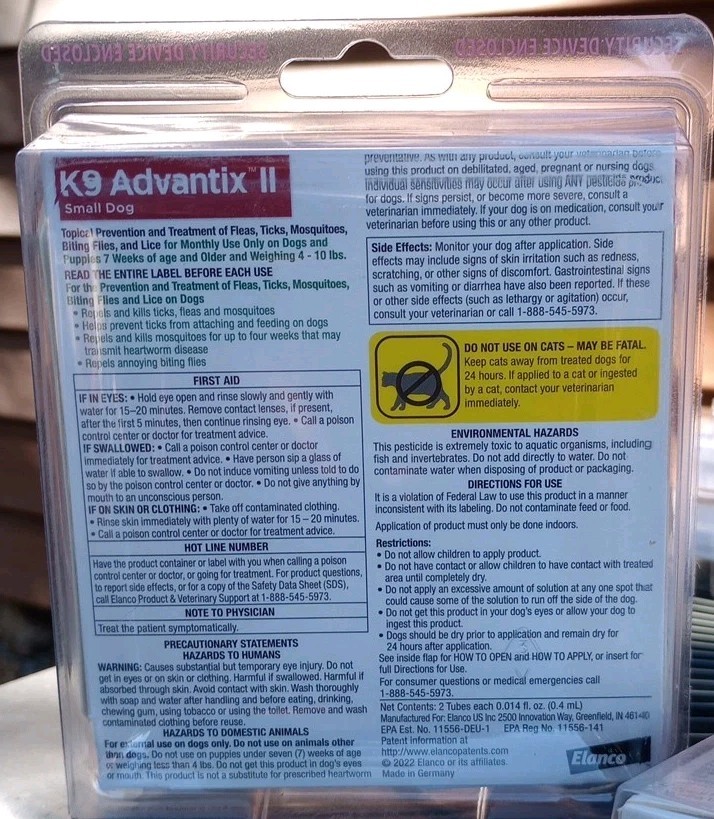 SECURITY DEVICE ENCLOSED
SECURITY DEVICE ENCLOSED
K9 Advantix™ II
Small Dog
Topical Prevention and Treatment of Fleas, Ticks, Mosquitoes,
Biting Flies, and Lice for Monthly Use Only on Dogs and
Puppies 7 Weeks of age and Older and Weighing 4 - 10 lbs.
READ THE ENTIRE LABEL BEFORE EACH USE
For the Prevention and Treatment of Fleas, Ticks, Mosquitoes,
Biting Flies and Lice on Dogs
• Repels and kills ticks, fleas and mosquitoes
• Helps prevent ticks from attaching and feeding on dogs
• Repels and kills mosquitoes for up to four weeks that may
transmit heartworm disease
• Repels annoying biting flies
FIRST AID
IF IN EYES: • Hold eye open and rinse slowly and gently with
water for 15–20 minutes. Remove contact lenses, if present,
after the first 5 minutes, then continue rinsing eye. • Call a poison
control center or doctor for treatment advice.
IF SWALLOWED: • Call a poison control center or doctor
immediately for treatment advice. • Have person sip a glass of
water if able to swallow. • Do not induce vomiting unless told to do
so by the poison control center or doctor. • Do not give anything by
mouth to an unconscious person.
IF ON SKIN OR CLOTHING: • Take off contaminated clothing.
• Rinse skin immediately with plenty of water for 15 – 20 minutes.
• Call a poison control center or doctor for treatment advice.
HOT LINE NUMBER
Have the product container or label with you when calling a poison
control center or doctor, or going for treatment. For product questions,
to report side effects, or for a copy of the Safety Data Sheet (SDS),
call Elanco Product & Veterinary Support at 1-888-545-5973.
NOTE TO PHYSICIAN
Treat the patient symptomatically.
PRECAUTIONARY STATEMENTS
HAZARDS TO HUMANS
WARNING: Causes substantial but temporary eye injury. Do not
get in eyes or on skin or clothing. Harmful if swallowed. Harmful if
absorbed through skin. Avoid contact with skin. Wash thoroughly
with soap and water after handling and before eating, drinking,
chewing gum, using tobacco or using the toilet. Remove and wash
contaminated clothing before reuse.
HAZARDS TO DOMESTIC ANIMALS
For external use on dogs only. Do not use on animals other
than dogs. Do not use on puppies under seven (7) weeks of age
or weighing less than 4 lbs. Do not get this product in dog's eyes
or mouth. This product is not a substitute for prescribed heartworm
preventative. As with any product, consult your veterinarian before
using this product on debilitated, aged, pregnant or nursing dogs.
Individual sensitivities may occur after using ANY pesticide product
for dogs. If signs persist, or become more severe, consult a
veterinarian immediately. If your dog is on medication, consult your
veterinarian before using this or any other product.
Side Effects: Monitor your dog after application. Side
effects may include signs of skin irritation such as redness,
scratching, or other signs of discomfort. Gastrointestinal signs
such as vomiting or diarrhea have also been reported. If these
or other side effects (such as lethargy or agitation) occur,
consult your veterinarian or call 1-888-545-5973.
DO NOT USE ON CATS – MAY BE FATAL.
Keep cats away from treated dogs for
24 hours. If applied to a cat or ingested
by a cat, contact your veterinarian
immediately.
ENVIRONMENTAL HAZARDS
This pesticide is extremely toxic to aquatic organisms, including
fish and invertebrates. Do not add directly to water. Do not
contaminate water when disposing of product or packaging.
DIRECTIONS FOR USE
It is a violation of Federal Law to use this product in a manner
inconsistent with its labeling. Do not contaminate feed or food.
Application of product must only be done indoors.
Restrictions:
• Do not allow children to apply product.
• Do not have contact or allow children to have contact with treated
area until completely dry.
• Do not apply an excessive amount of solution at any one spot that
could cause some of the solution to run off the side of the dog.
• Do not get this product in your dog's eyes or allow your dog to
ingest this product.
• Dogs should be dry prior to application and remain dry for
24 hours after application.
See inside flap for HOW TO OPEN and HOW TO APPLY, or insert for
full Directions for Use.
For consumer questions or medical emergencies call
1-888-545-5973.
Net Contents: 2 Tubes each 0.014 fl. oz. (0.4 mL)
Manufactured For: Elanco US Inc 2500 Innovation Way, Greenfield, IN 46140
EPA Est. No. 11556-DEU-1 EPA Reg No. 11556-141
Patent information at
http://www.elancopatents.com
© 2022 Elanco or its affiliates.
Made in Germany
Elanco